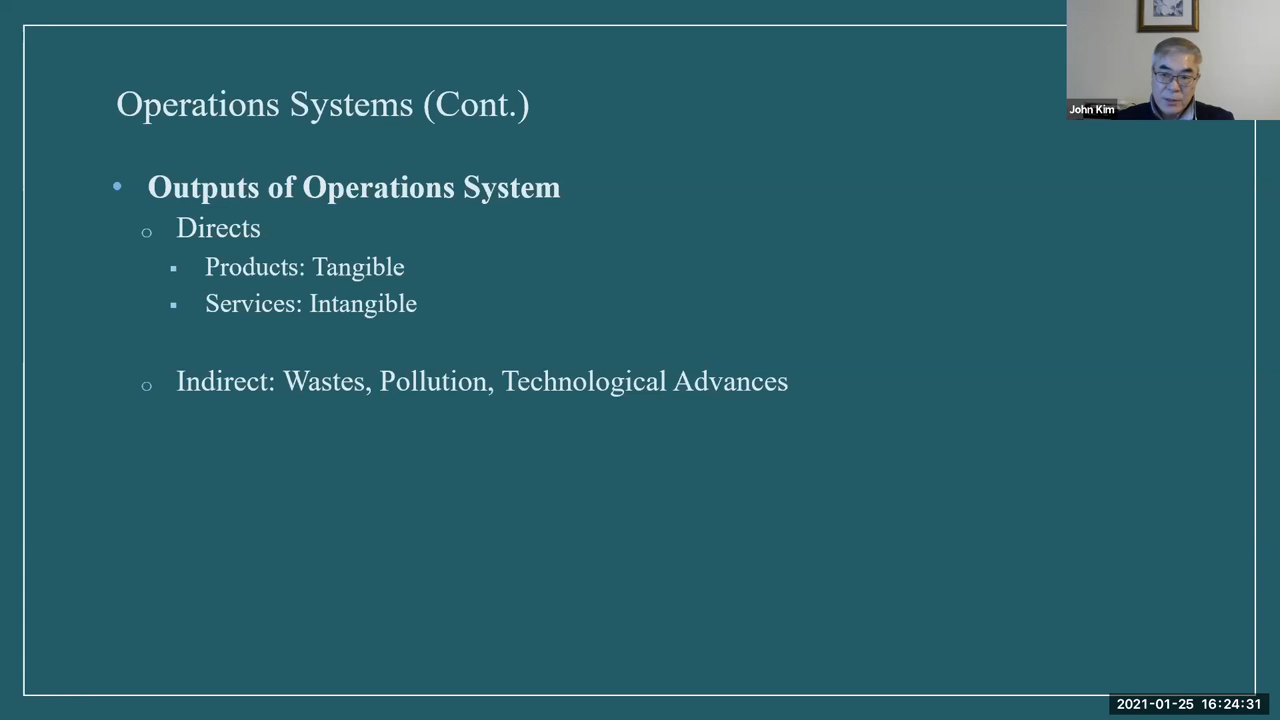 Operations Systems (Cont.)
• Outputs of Operations System
o Directs
▪ Products: Tangible
▪ Services: Intangible
o Indirect: Wastes, Pollution, Technological Advances
John Kim
2021-01-25 16:24:31